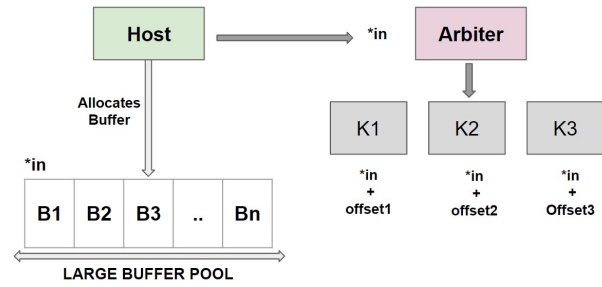 Host
*in
Arbiter
Allocates
Buffer
K1
K2
K3
*in
+
offset1
*in
+
offset2
*in
+
Offset3
*in
B1
B2
B3
..
Bn
LARGE BUFFER POOL